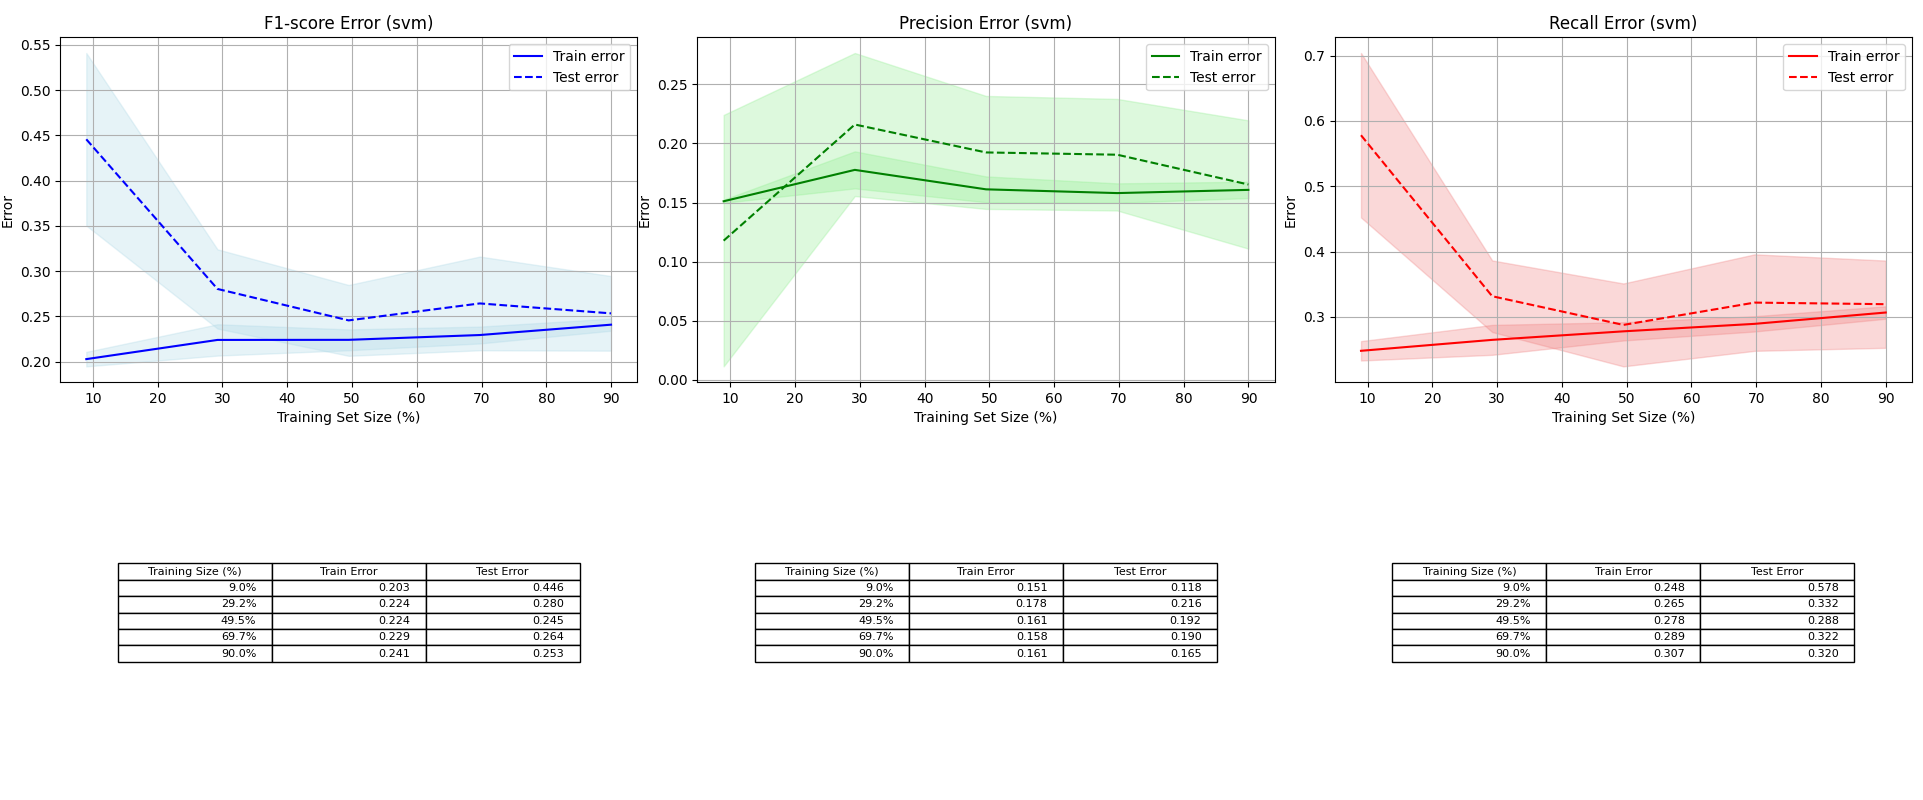 F1-score Error (svm)
Train error
Test error
0.55
0.50
0.45
0.40
0.35
0.30
0.25
0.20
Error
10 20 30 40 50 60 70 80 90
Training Set Size (%)
Precision Error (svm)
Train error
Test error
0.25
0.20
0.15
0.10
0.05
0.00
Error
10 20 30 40 50 60 70 80 90
Training Set Size (%)
Recall Error (svm)
Train error
Test error
0.7
0.6
0.5
0.4
0.3
Error
10 20 30 40 50 60 70 80 90
Training Set Size (%)
Training Size (%) Train Error Test Error
9.0% 0.203 0.446
29.2% 0.224 0.280
49.5% 0.224 0.245
69.7% 0.229 0.264
90.0% 0.241 0.253
Training Size (%) Train Error Test Error
9.0% 0.151 0.118
29.2% 0.178 0.216
49.5% 0.161 0.192
69.7% 0.158 0.190
90.0% 0.161 0.165
Training Size (%) Train Error Test Error
9.0% 0.248 0.578
29.2% 0.265 0.332
49.5% 0.278 0.288
69.7% 0.289 0.322
90.0% 0.307 0.320